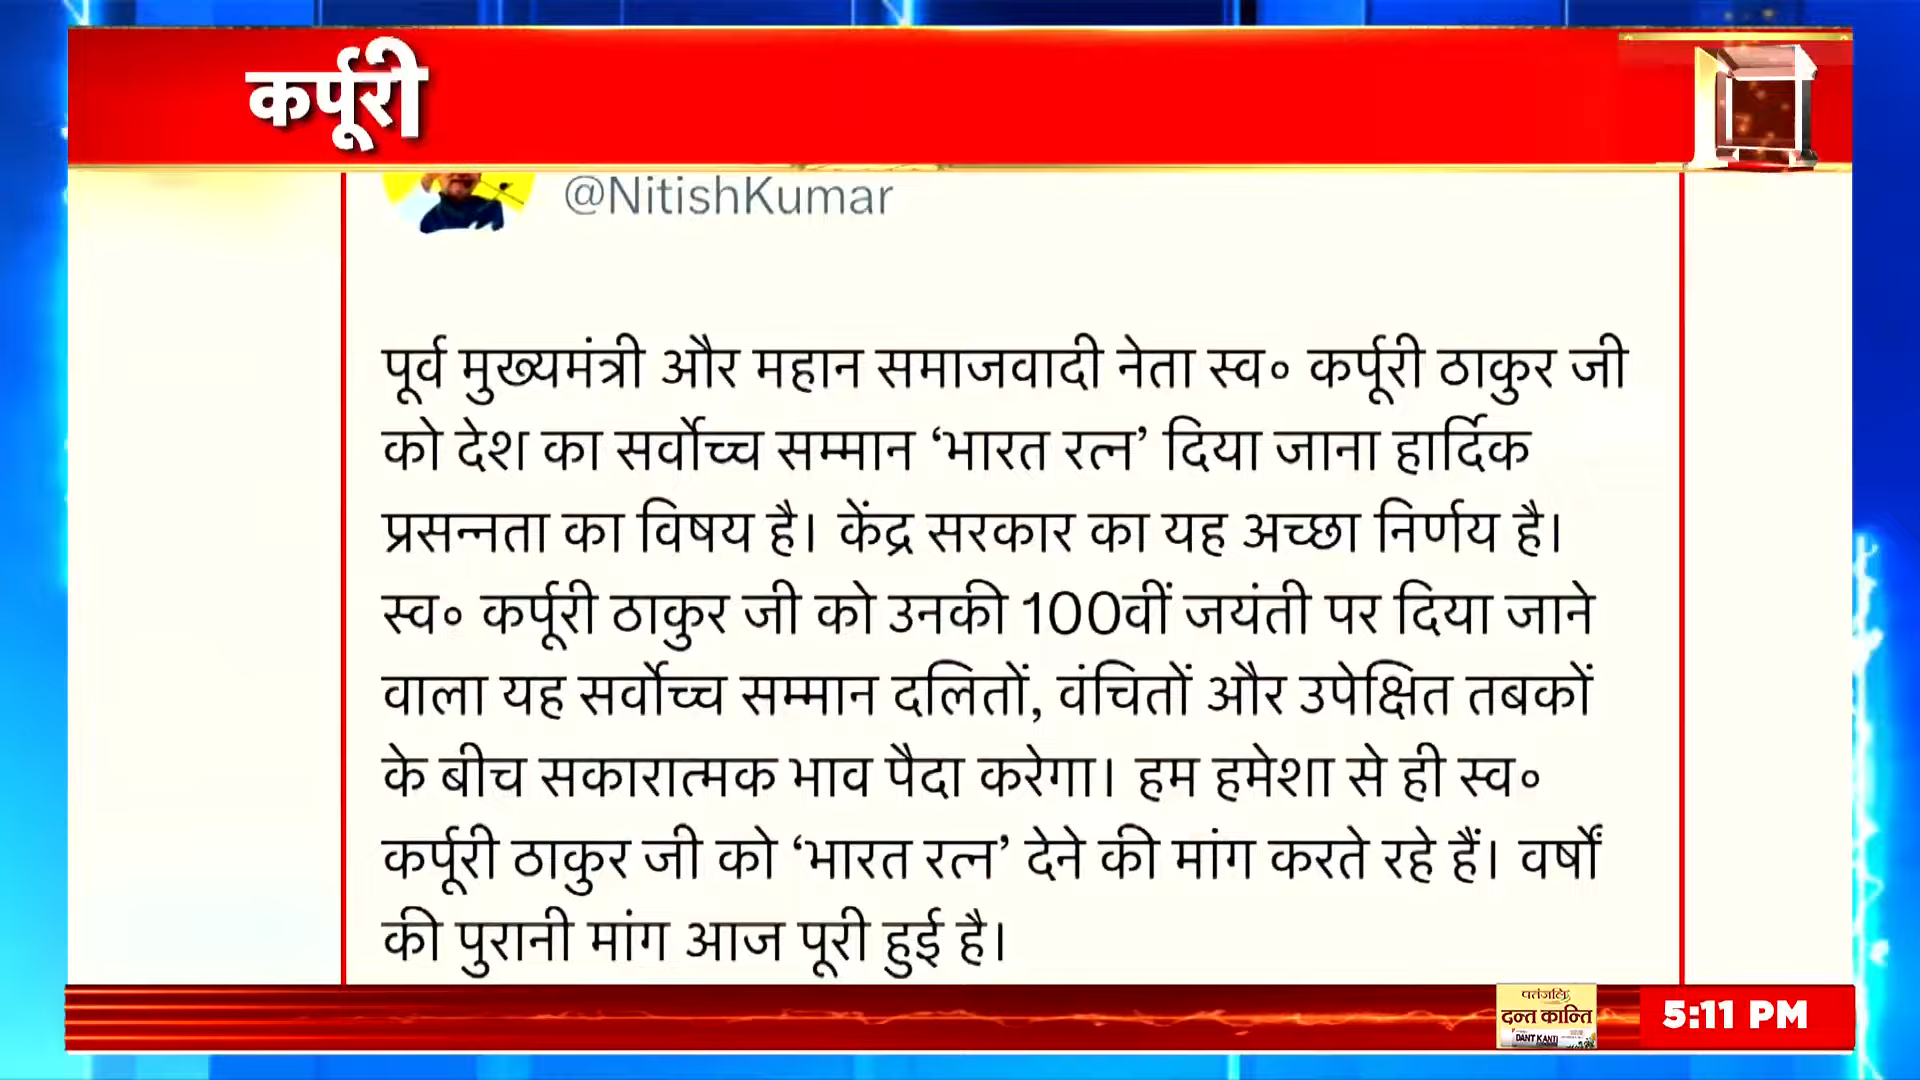 कर्पूरी
@NitishKumar
पूर्व मुख्यमंत्री और महान समाजवादी नेता स्व० कर्पूरी ठाकुर जी
को देश का सर्वोच्च सम्मान ‘भारत रत्न’ दिया जाना हार्दिक
प्रसन्नता का विषय है। केंद्र सरकार का यह अच्छा निर्णय है।
स्व० कर्पूरी ठाकुर जी को उनकी 100वीं जयंती पर दिया जाने
वाला यह सर्वोच्च सम्मान दलितों, वंचितों और उपेक्षित तबकों
के बीच सकारात्मक भाव पैदा करेगा। हम हमेशा से ही स्व०
कर्पूरी ठाकुर जी को ‘भारत रत्न’ देने की मांग करते रहे हैं। वर्षों
की पुरानी मांग आज पूरी हुई है।
पतंजलि
दन्त कान्ति
DANT KANTI
5:11 PM